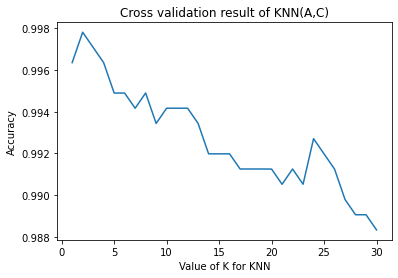 Cross validation result of KNN(A,C)
Accuracy
0.998
0.996
0.994
0.992
0.990
0.988
0 5 10 15 20 25 30
Value of K for KNN